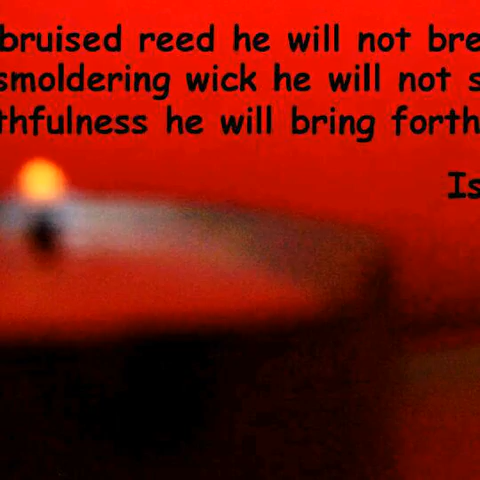 bruised reed he will not bre
smoldering wick he will not s
thfulness he will bring forth
Is